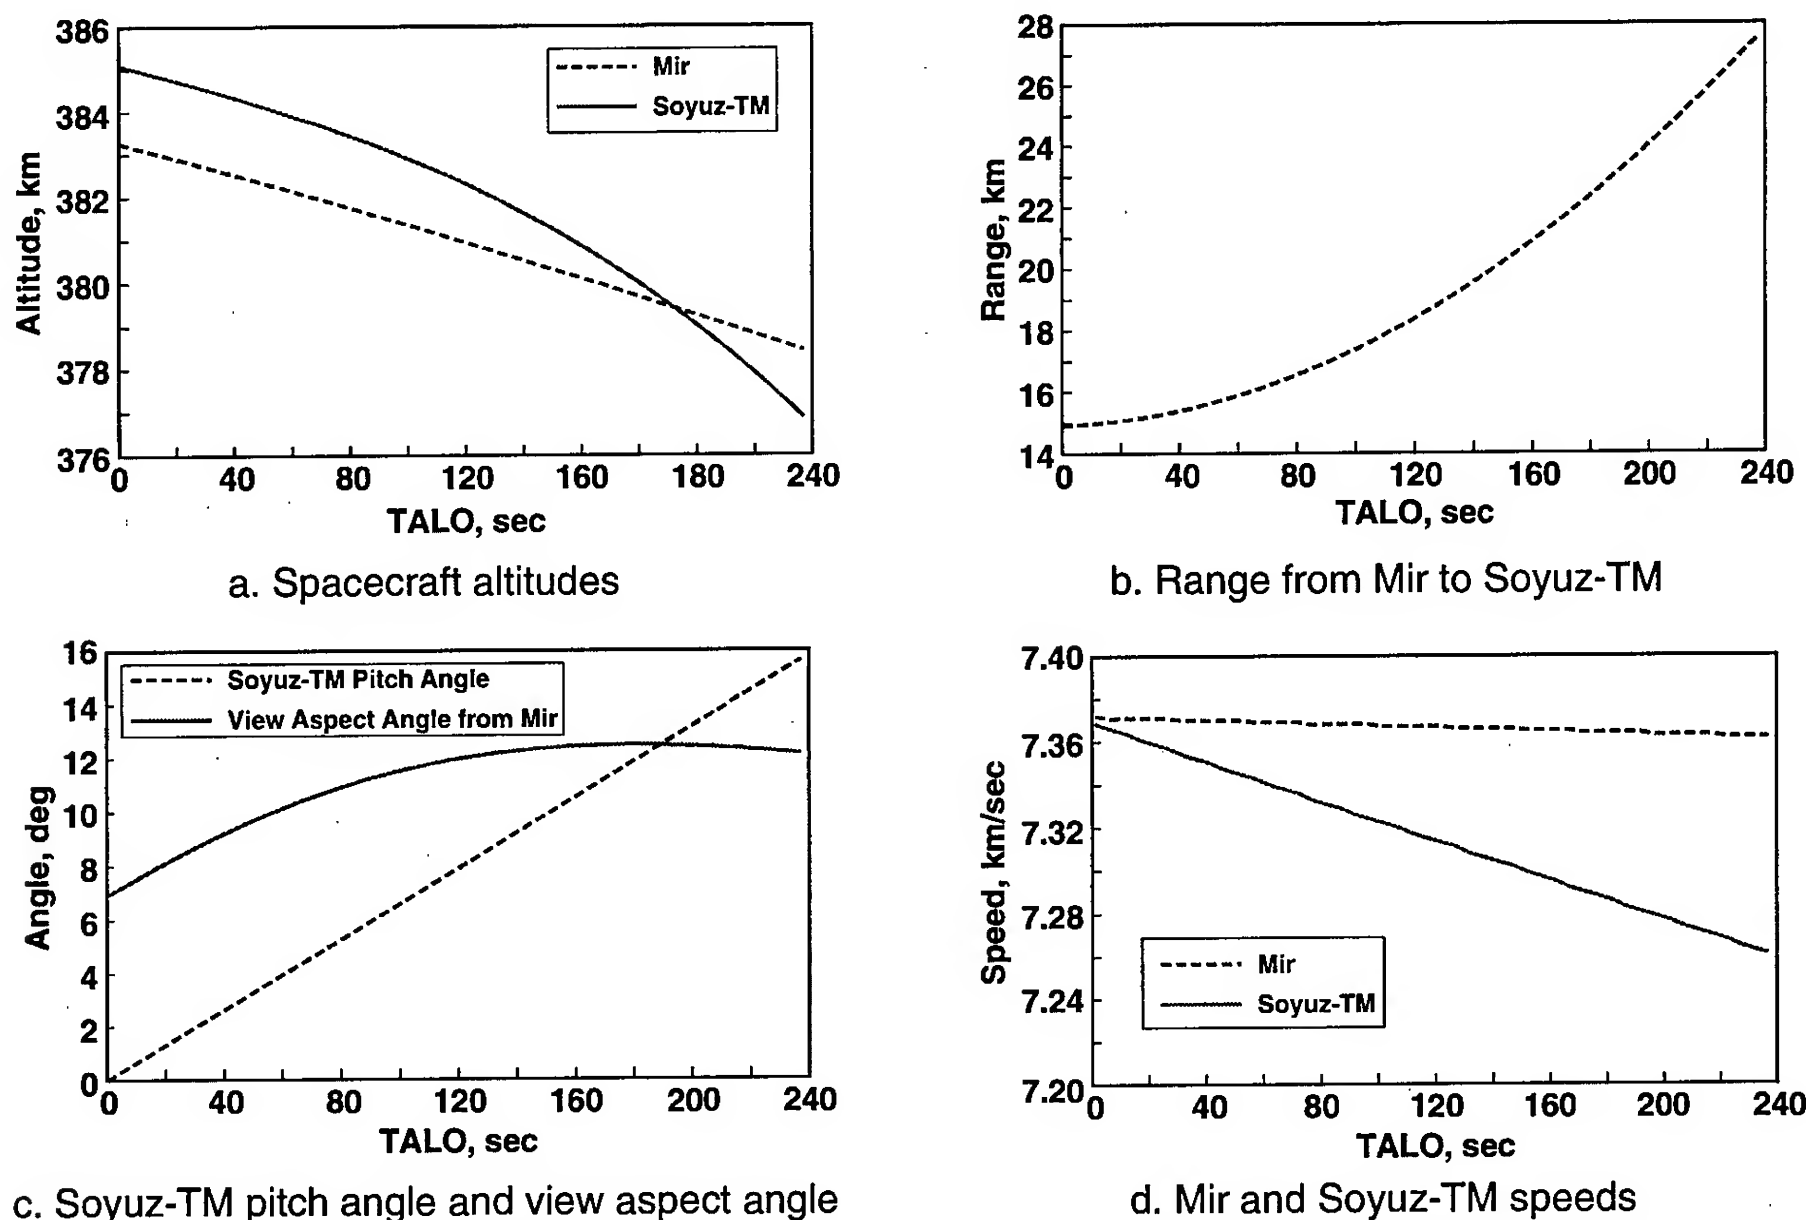 386
384
382
380
378
376
Altitude, km
Mir
Soyuz-TM
0 40 80 120 160 180 240
TALO, sec
a. Spacecraft altitudes
28
26
24
22
20
18
16
14
Range, km
0 40 80 120 160 200 240
TALO, sec
b. Range from Mir to Soyuz-TM
16
14
12
10
8
6
4
2
0
Angle, deg
Soyuz-TM Pitch Angle
View Aspect Angle from Mir
0 40 80 120 160 200 240
TALO, sec
c. Soyuz-TM pitch angle and view aspect angle
7.40
7.36
7.32
7.28
7.24
7.20
Speed, km/sec
Mir
Soyuz-TM
0 40 80 120 160 200 240
TALO, sec
d. Mir and Soyuz-TM speeds